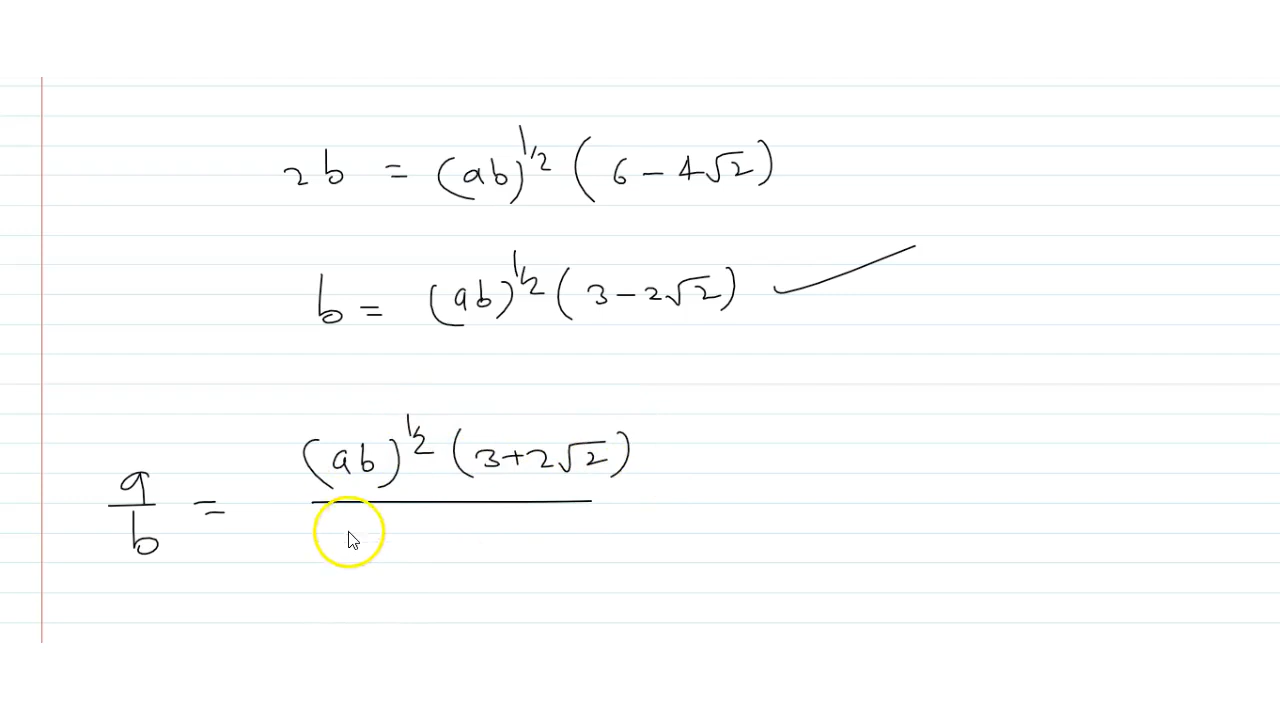 2b = (ab)^1/2 (6 - 4√2)
b = (ab)^1/2 (3 - 2√2)
a/b = (ab)^1/2 (3+2√2)